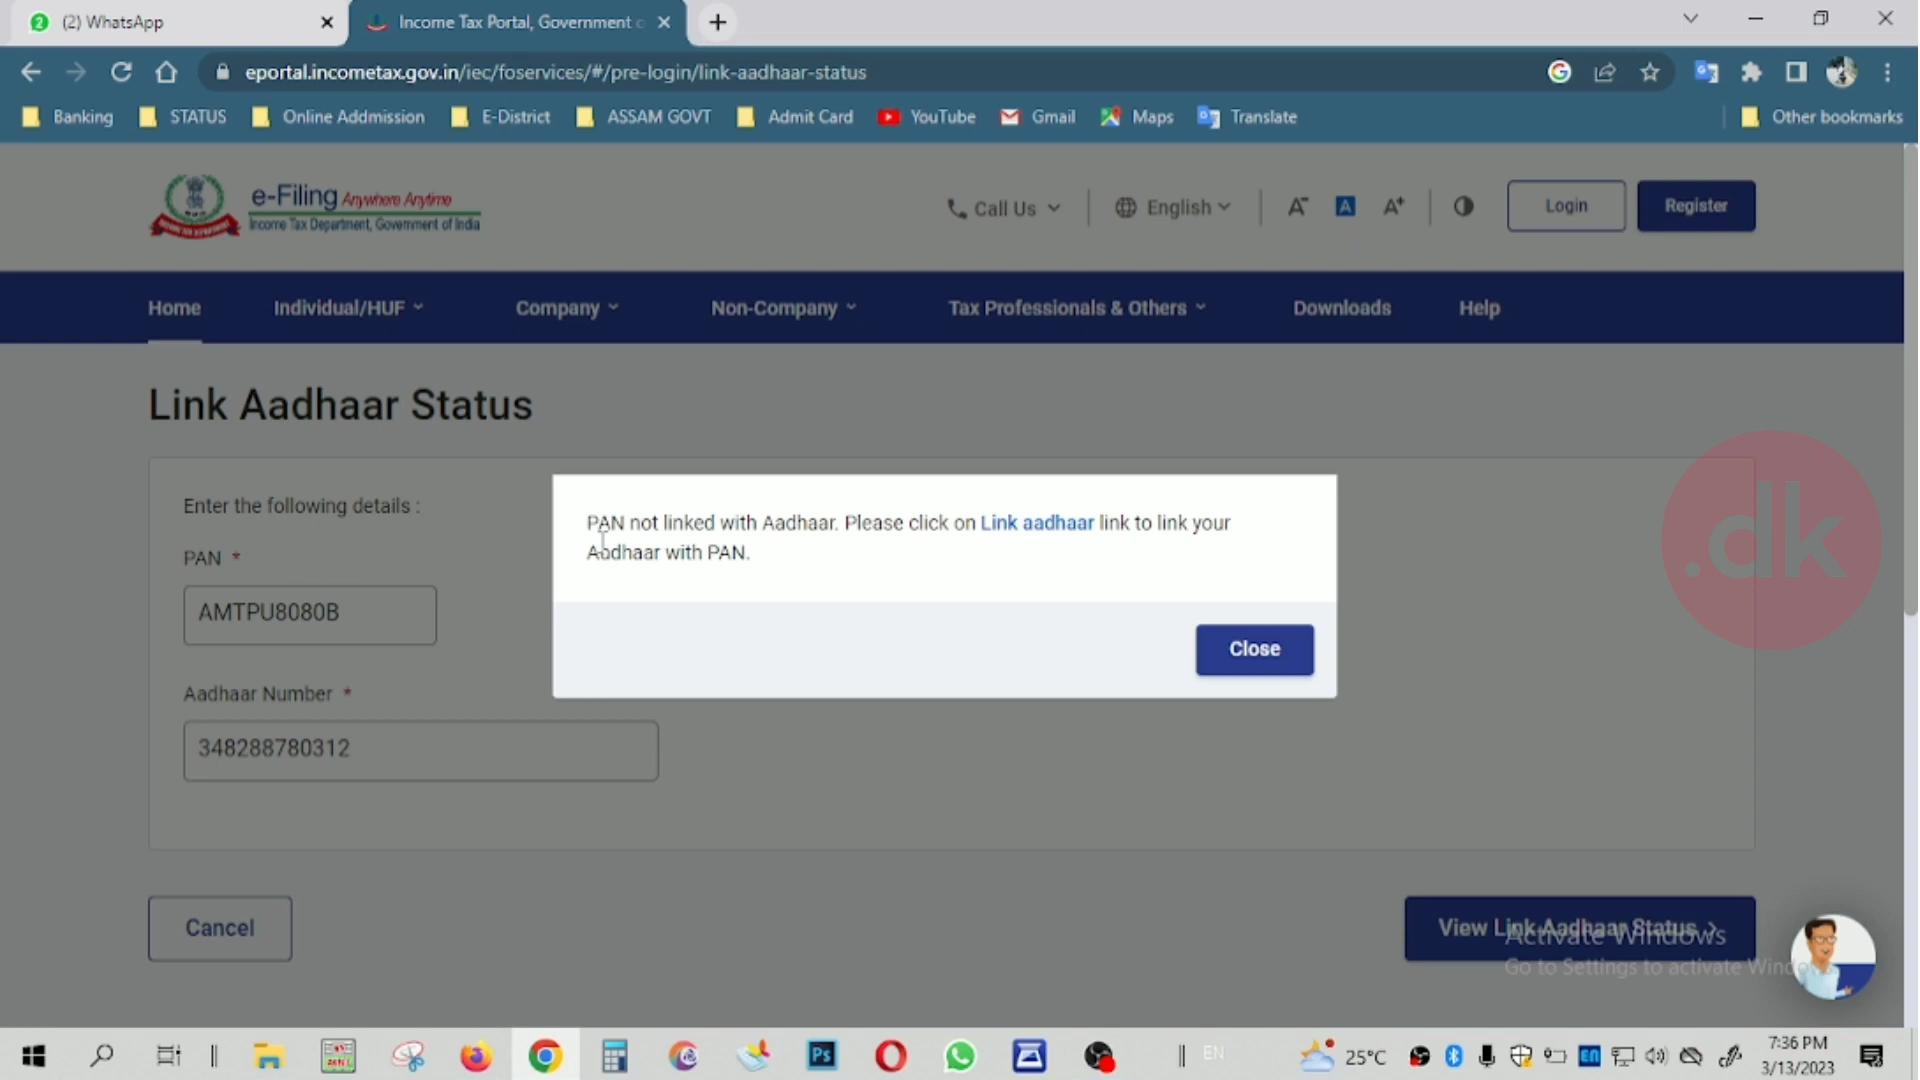 (2) WhatsApp
Income Tax Portal, Government
eportal.incometax.gov.in/iec/foservices/#/pre-login/link-aadhaar-status
Banking STATUS Online Addmission E-District ASSAM GOVT Admit Card YouTube Gmail Maps Translate Other bookmarks
e-Filing Anywhere Anytime
Income Tax Department, Government of India
Call Us English A- A A+ Login Register
Home Individual/HUF Company Non-Company Tax Professionals & Others Downloads Help
Link Aadhaar Status
Enter the following details :
PAN *
AMTPU8080B
Aadhaar Number *
348288780312
PAN not linked with Aadhaar. Please click on Link aadhaar link to link your
Aadhaar with PAN.
Close
.dk
Cancel
View Link Aadhaar Status >
Activate Windows
Go to Settings to activate Windows
Ps EN 25°C EN 7:36 PM
3/13/2023